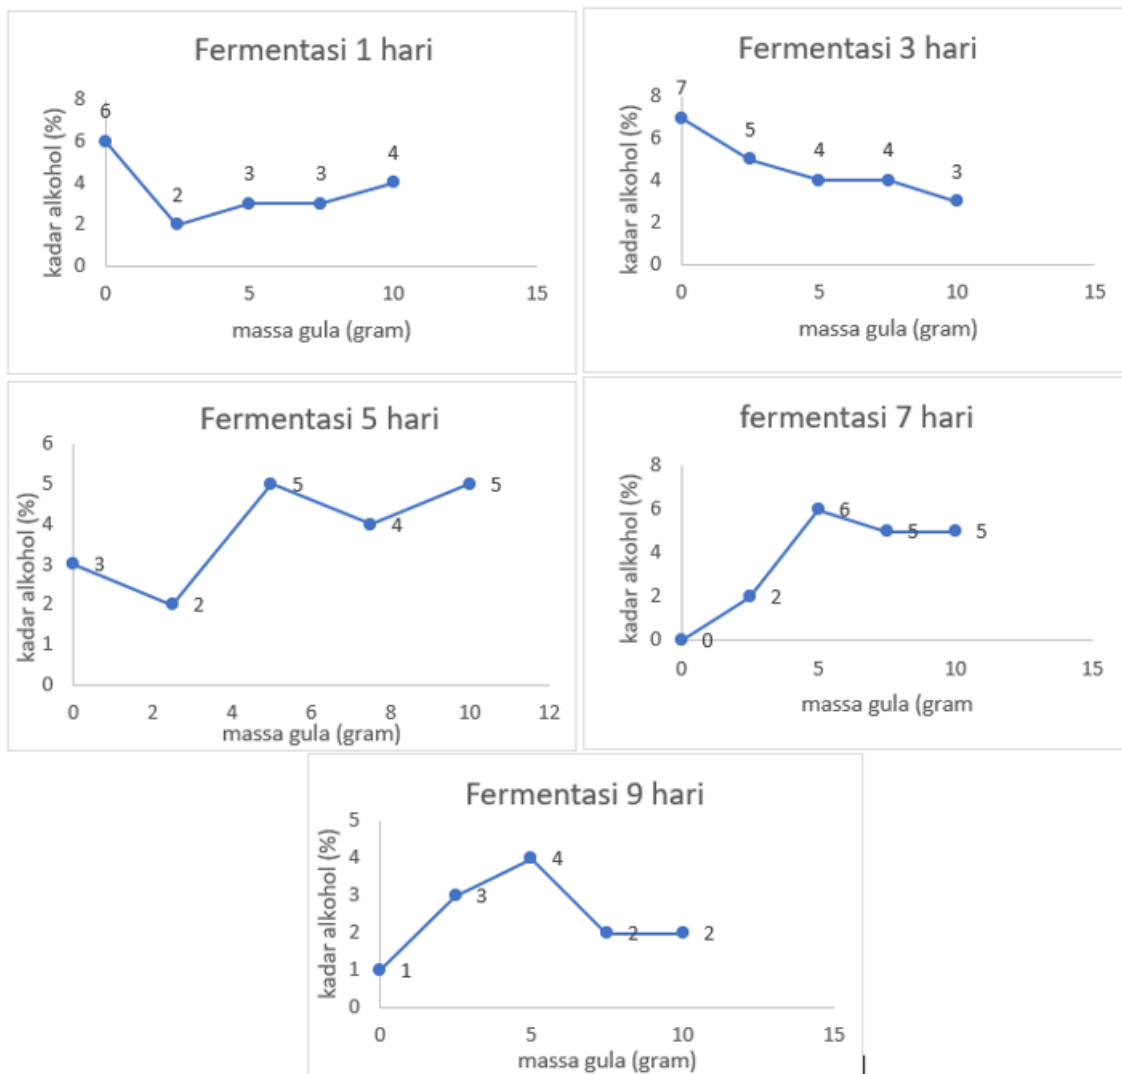 Fermentasi 1 hari
kadar alkohol (%)
8
6
4
2
0
6
2
3
3
4
0 5 10 15
massa gula (gram)
Fermentasi 3 hari
kadar alkohol (%)
8
6
4
2
0
7
5
4
4
3
0 5 10 15
massa gula (gram)
Fermentasi 5 hari
kadar alkohol (%)
6
5
4
3
2
1
0
3
2
5
4
5
0 2 4 6 8 10 12
massa gula (gram)
fermentasi 7 hari
kadar alkohol (%)
8
6
4
2
0
0
2
6
5
5
0 5 10 15
massa gula (gram
Fermentasi 9 hari
kadar alkohol (%)
5
4
3
2
1
0
1
3
4
2
2
0 5 10 15
massa gula (gram)